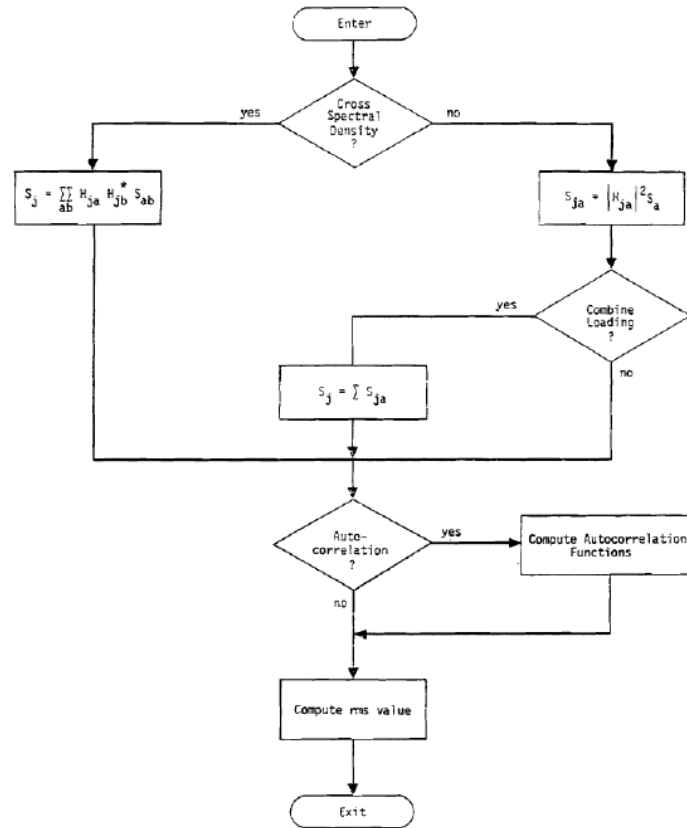 Enter
Cross
Spectral
Density
?
yes
no
S_j = ∑∑_ab H_ja H_jb^* S_ab
S_ja = |H_ja|^2 S_a
Combine
Loading
?
yes
no
S_j = ∑ S_ja
Auto-
correlation
?
yes
no
Compute Autocorrelation
Functions
Compute rms value
Exit